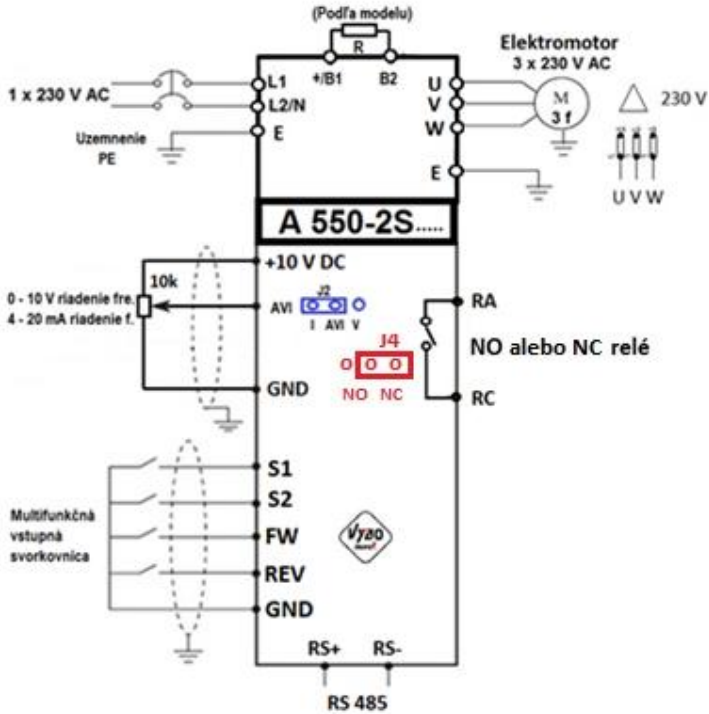 (Podľa modelu)
R
+/B1 B2
Elektromotor
3 x 230 V AC
1 x 230 V AC
L1
L2/N
E
Uzemnenie
PE
U
V
W
E
M
3 f
230 V
U V W
A 550-2S.....
+10 V DC
10k
0 - 10 V riadenie fre.
4 - 20 mA riadenie f.
AVI
J2
I AVI V
GND
J4
NO NC
RA
NO alebo NC relé
RC
S1
S2
FW
REV
GND
Multifunkčná
vstupná
svorkovnica
VYBO
RS+ RS-
RS 485